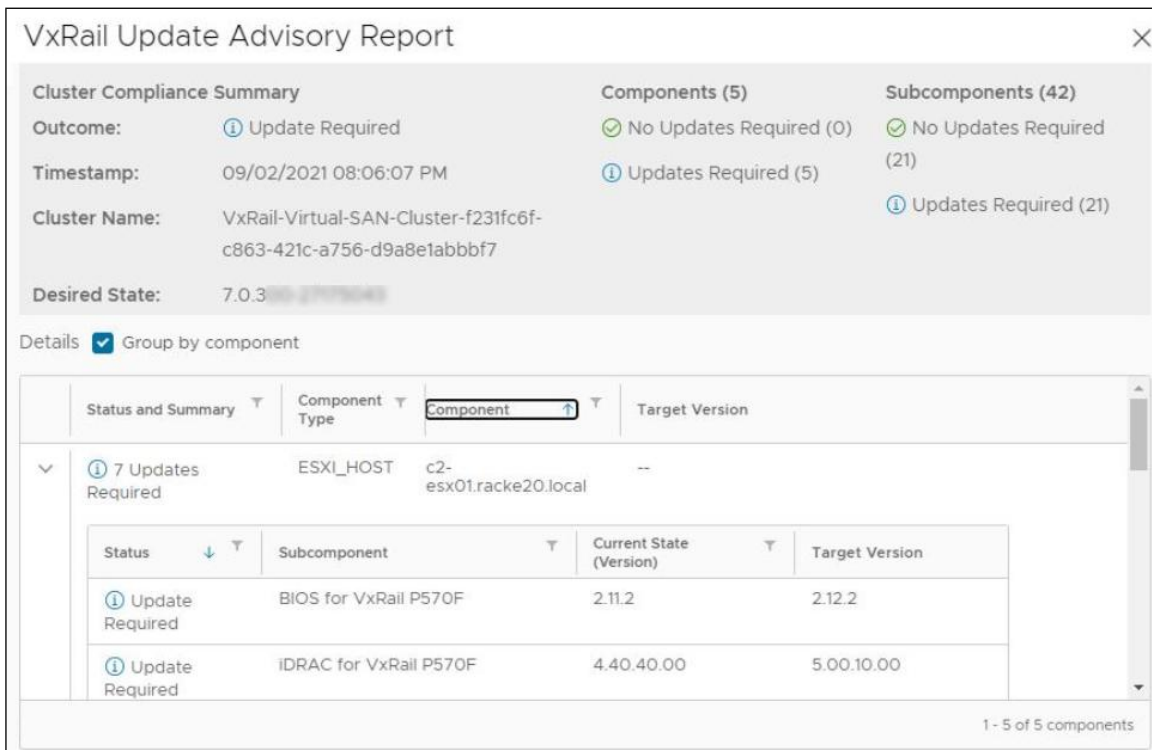 VxRail Update Advisory Report
Cluster Compliance Summary
Outcome: Update Required
Timestamp: 09/02/2021 08:06:07 PM
Cluster Name: VxRail-Virtual-SAN-Cluster-f231fc6f-
c863-421c-a756-d9a8e1abbbf7
Desired State: 7.0.3
Components (5)
No Updates Required (0)
Updates Required (5)
Subcomponents (42)
No Updates Required
(21)
Updates Required (21)
Details Group by component
Status and Summary Component Type Component Target Version
7 Updates Required ESXI_HOST c2-esx01.racke20.local --
Status Subcomponent Current State (Version) Target Version
Update Required BIOS for VxRail P570F 2.11.2 2.12.2
Update Required iDRAC for VxRail P570F 4.40.40.00 5.00.10.00
1 - 5 of 5 components